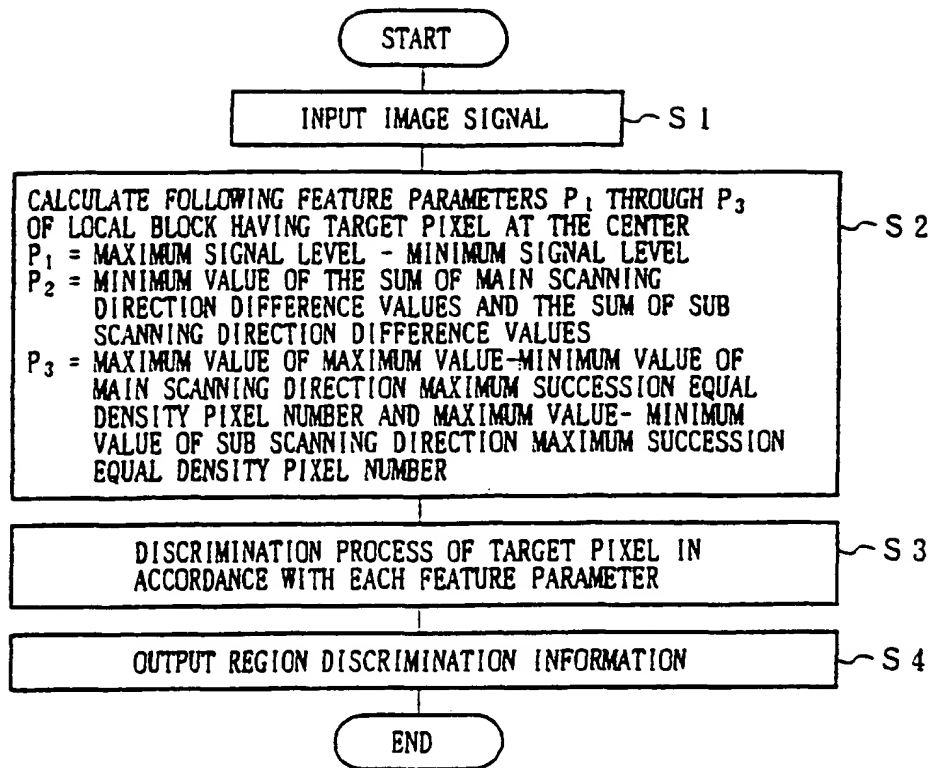 START
INPUT IMAGE SIGNAL
S1
CALCULATE FOLLOWING FEATURE PARAMETERS P1 THROUGH P3
OF LOCAL BLOCK HAVING TARGET PIXEL AT THE CENTER
S2
P1 = MAXIMUM SIGNAL LEVEL - MINIMUM SIGNAL LEVEL
P2 = MINIMUM VALUE OF THE SUM OF MAIN SCANNING
DIRECTION DIFFERENCE VALUES AND THE SUM OF SUB
SCANNING DIRECTION DIFFERENCE VALUES
P3 = MAXIMUM VALUE OF MAXIMUM VALUE-MINIMUM VALUE OF
MAIN SCANNING DIRECTION MAXIMUM SUCCESSION EQUAL
DENSITY PIXEL NUMBER AND MAXIMUM VALUE- MINIMUM
VALUE OF SUB SCANNING DIRECTION MAXIMUM SUCCESSION
EQUAL DENSITY PIXEL NUMBER
DISCRIMINATION PROCESS OF TARGET PIXEL IN
ACCORDANCE WITH EACH FEATURE PARAMETER
S3
OUTPUT REGION DISCRIMINATION INFORMATION
S4
END